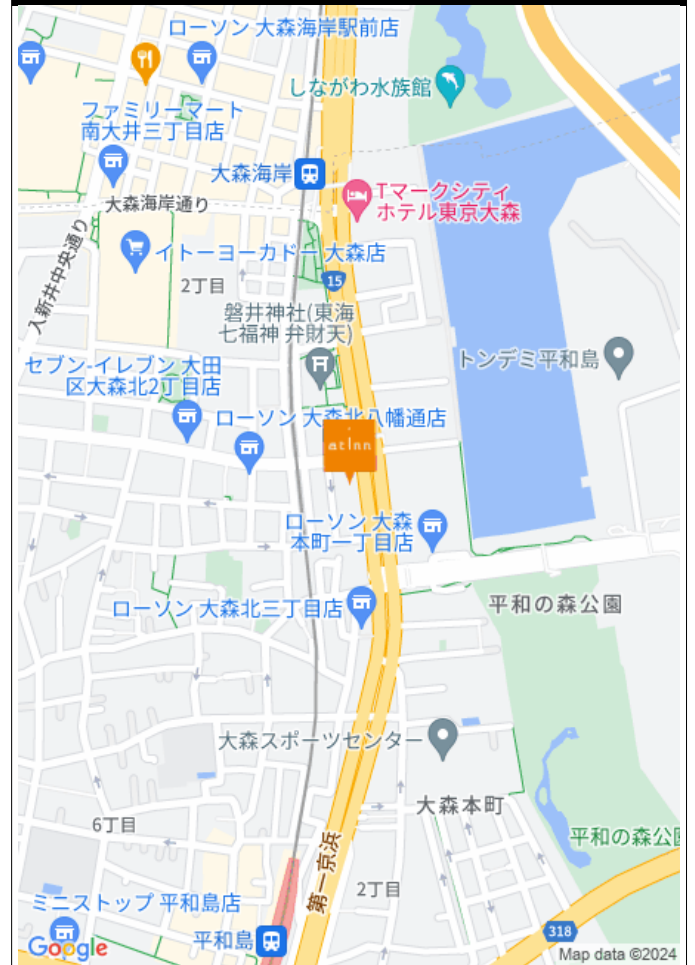 ローソン 大森海岸駅前店
しながわ水族館
ファミリーマート
南大井三丁目店
大森海岸
Tマークシティ
ホテル東京大森
大森海岸通り
イトーヨーカドー 大森店
入新井中央通り
15
2丁目
磐井神社(東海
七福神 弁財天)
トンデミ平和島
セブン-イレブン 大田
区大森北2丁目店
ローソン 大森北八幡通店
at inn
ローソン 大森
本町一丁目店
ローソン 大森北三丁目店
平和の森公園
大森スポーツセンター
大森本町
6丁目
平和の森公園
第一京浜
2丁目
ミニストップ 平和島店
318
平和島
Google
Map data ©2024